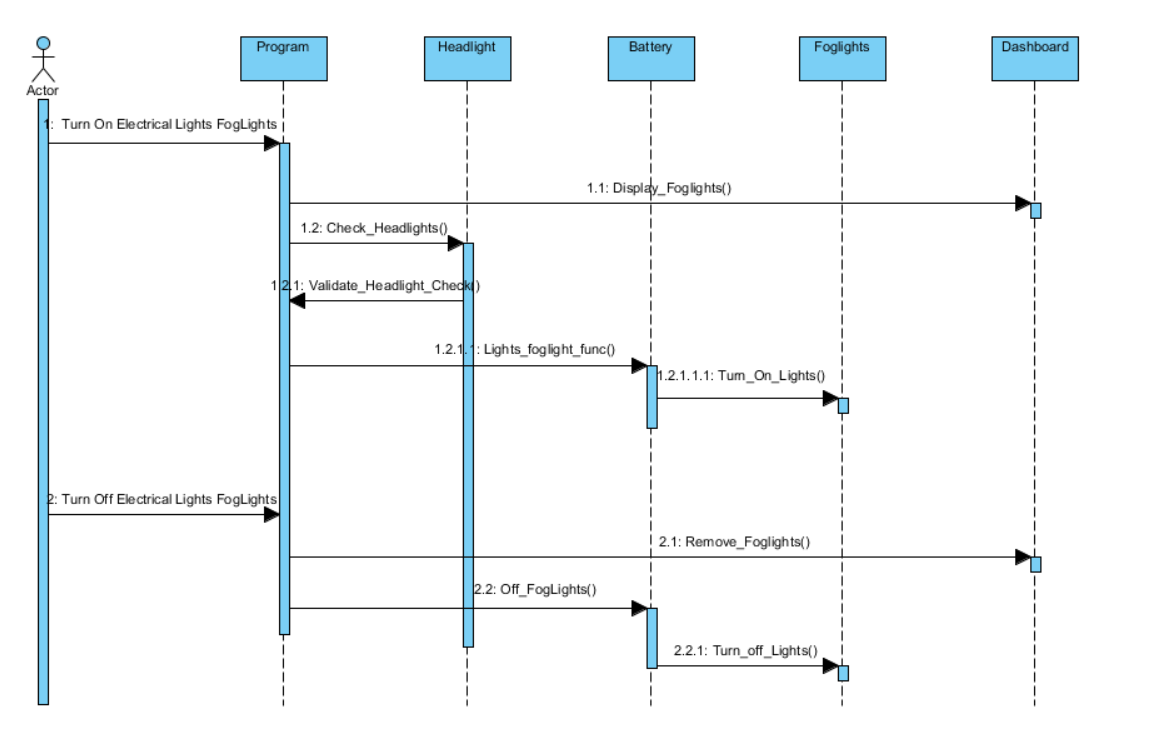 Program
Headlight
Battery
Foglights
Dashboard
Actor
1: Turn On Electrical Lights FogLights
1.1: Display_Foglights()
1.2: Check_Headlights()
1.2.1: Validate_Headlight_Check()
1.2.1.1: Lights_foglight_func()
1.2.1.1.1: Turn_On_Lights()
2: Turn Off Electrical Lights FogLights
2.1: Remove_Foglights()
2.2: Off_FogLights()
2.2.1: Turn_off_Lights()